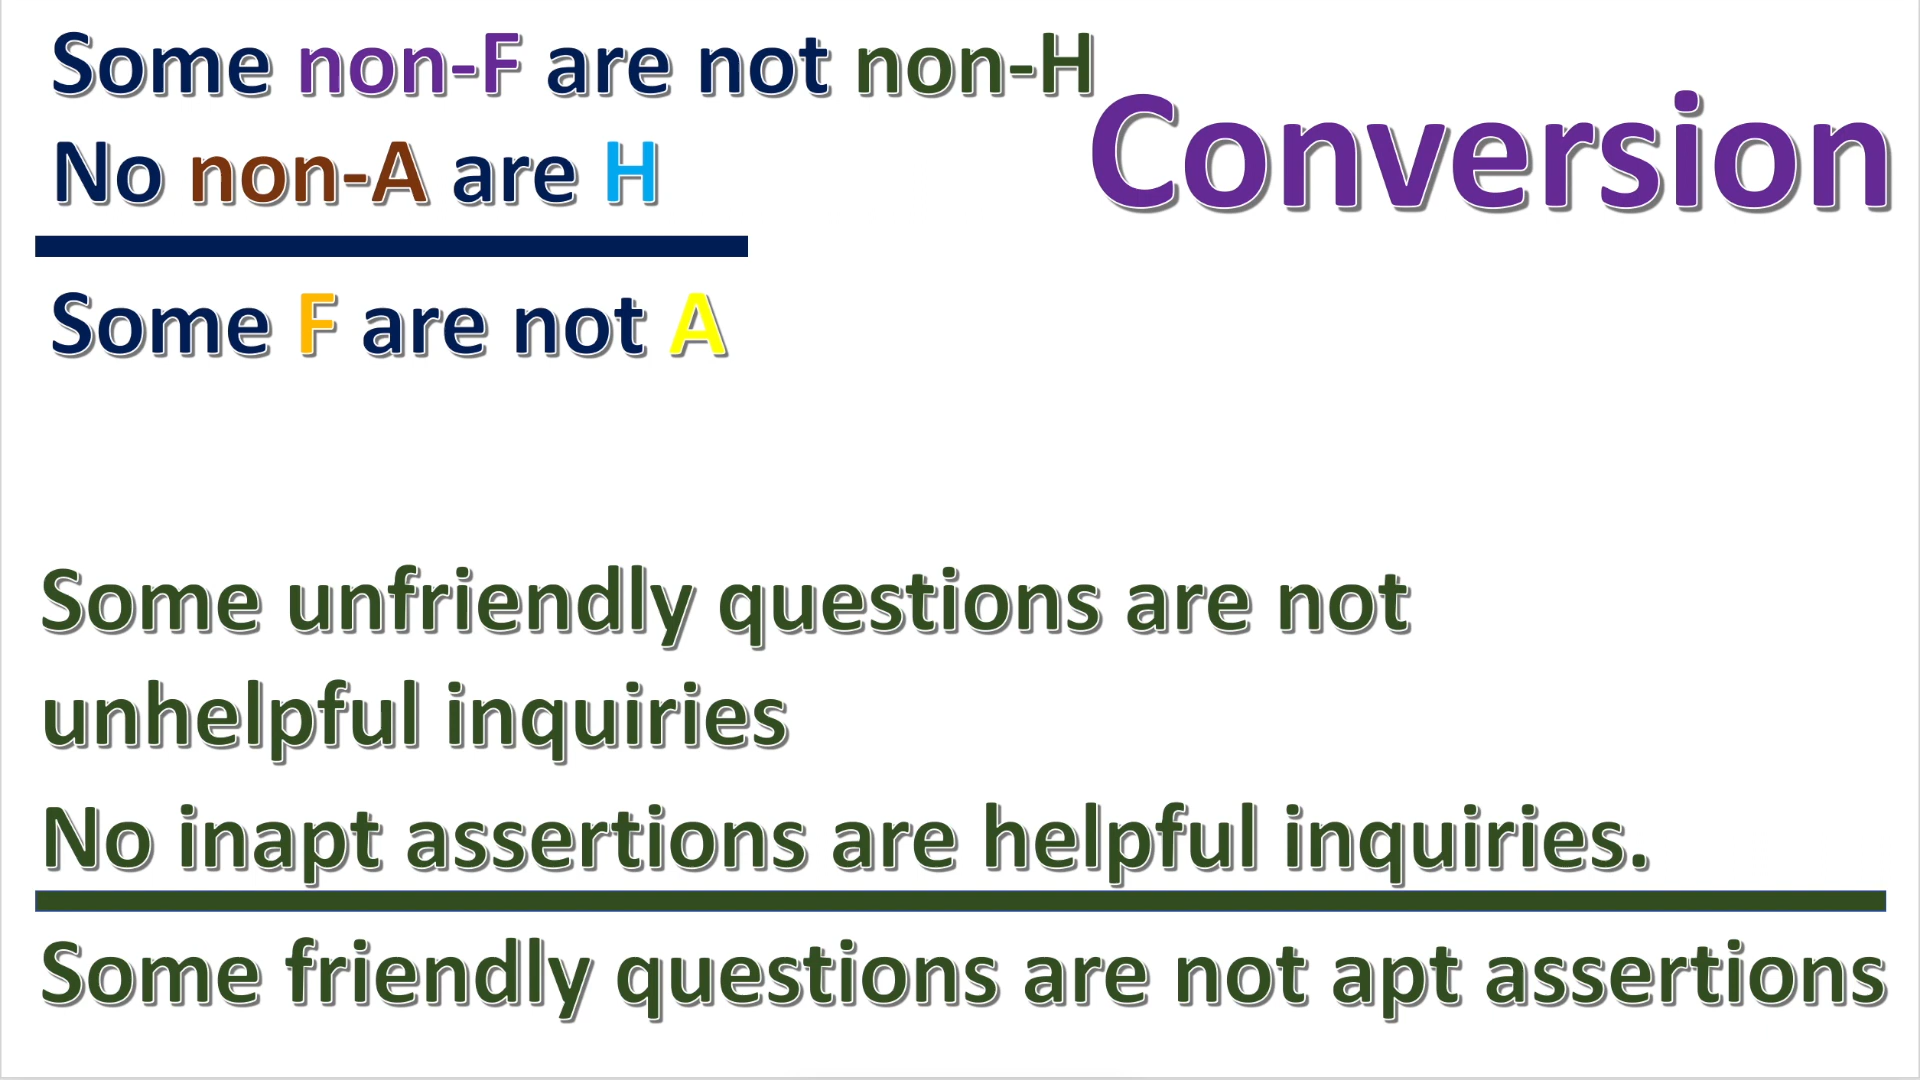 Some non-F are not non-H
Conversion
No non-A are H
Some F are not A
Some unfriendly questions are not
unhelpful inquiries
No inapt assertions are helpful inquiries.
Some friendly questions are not apt assertions